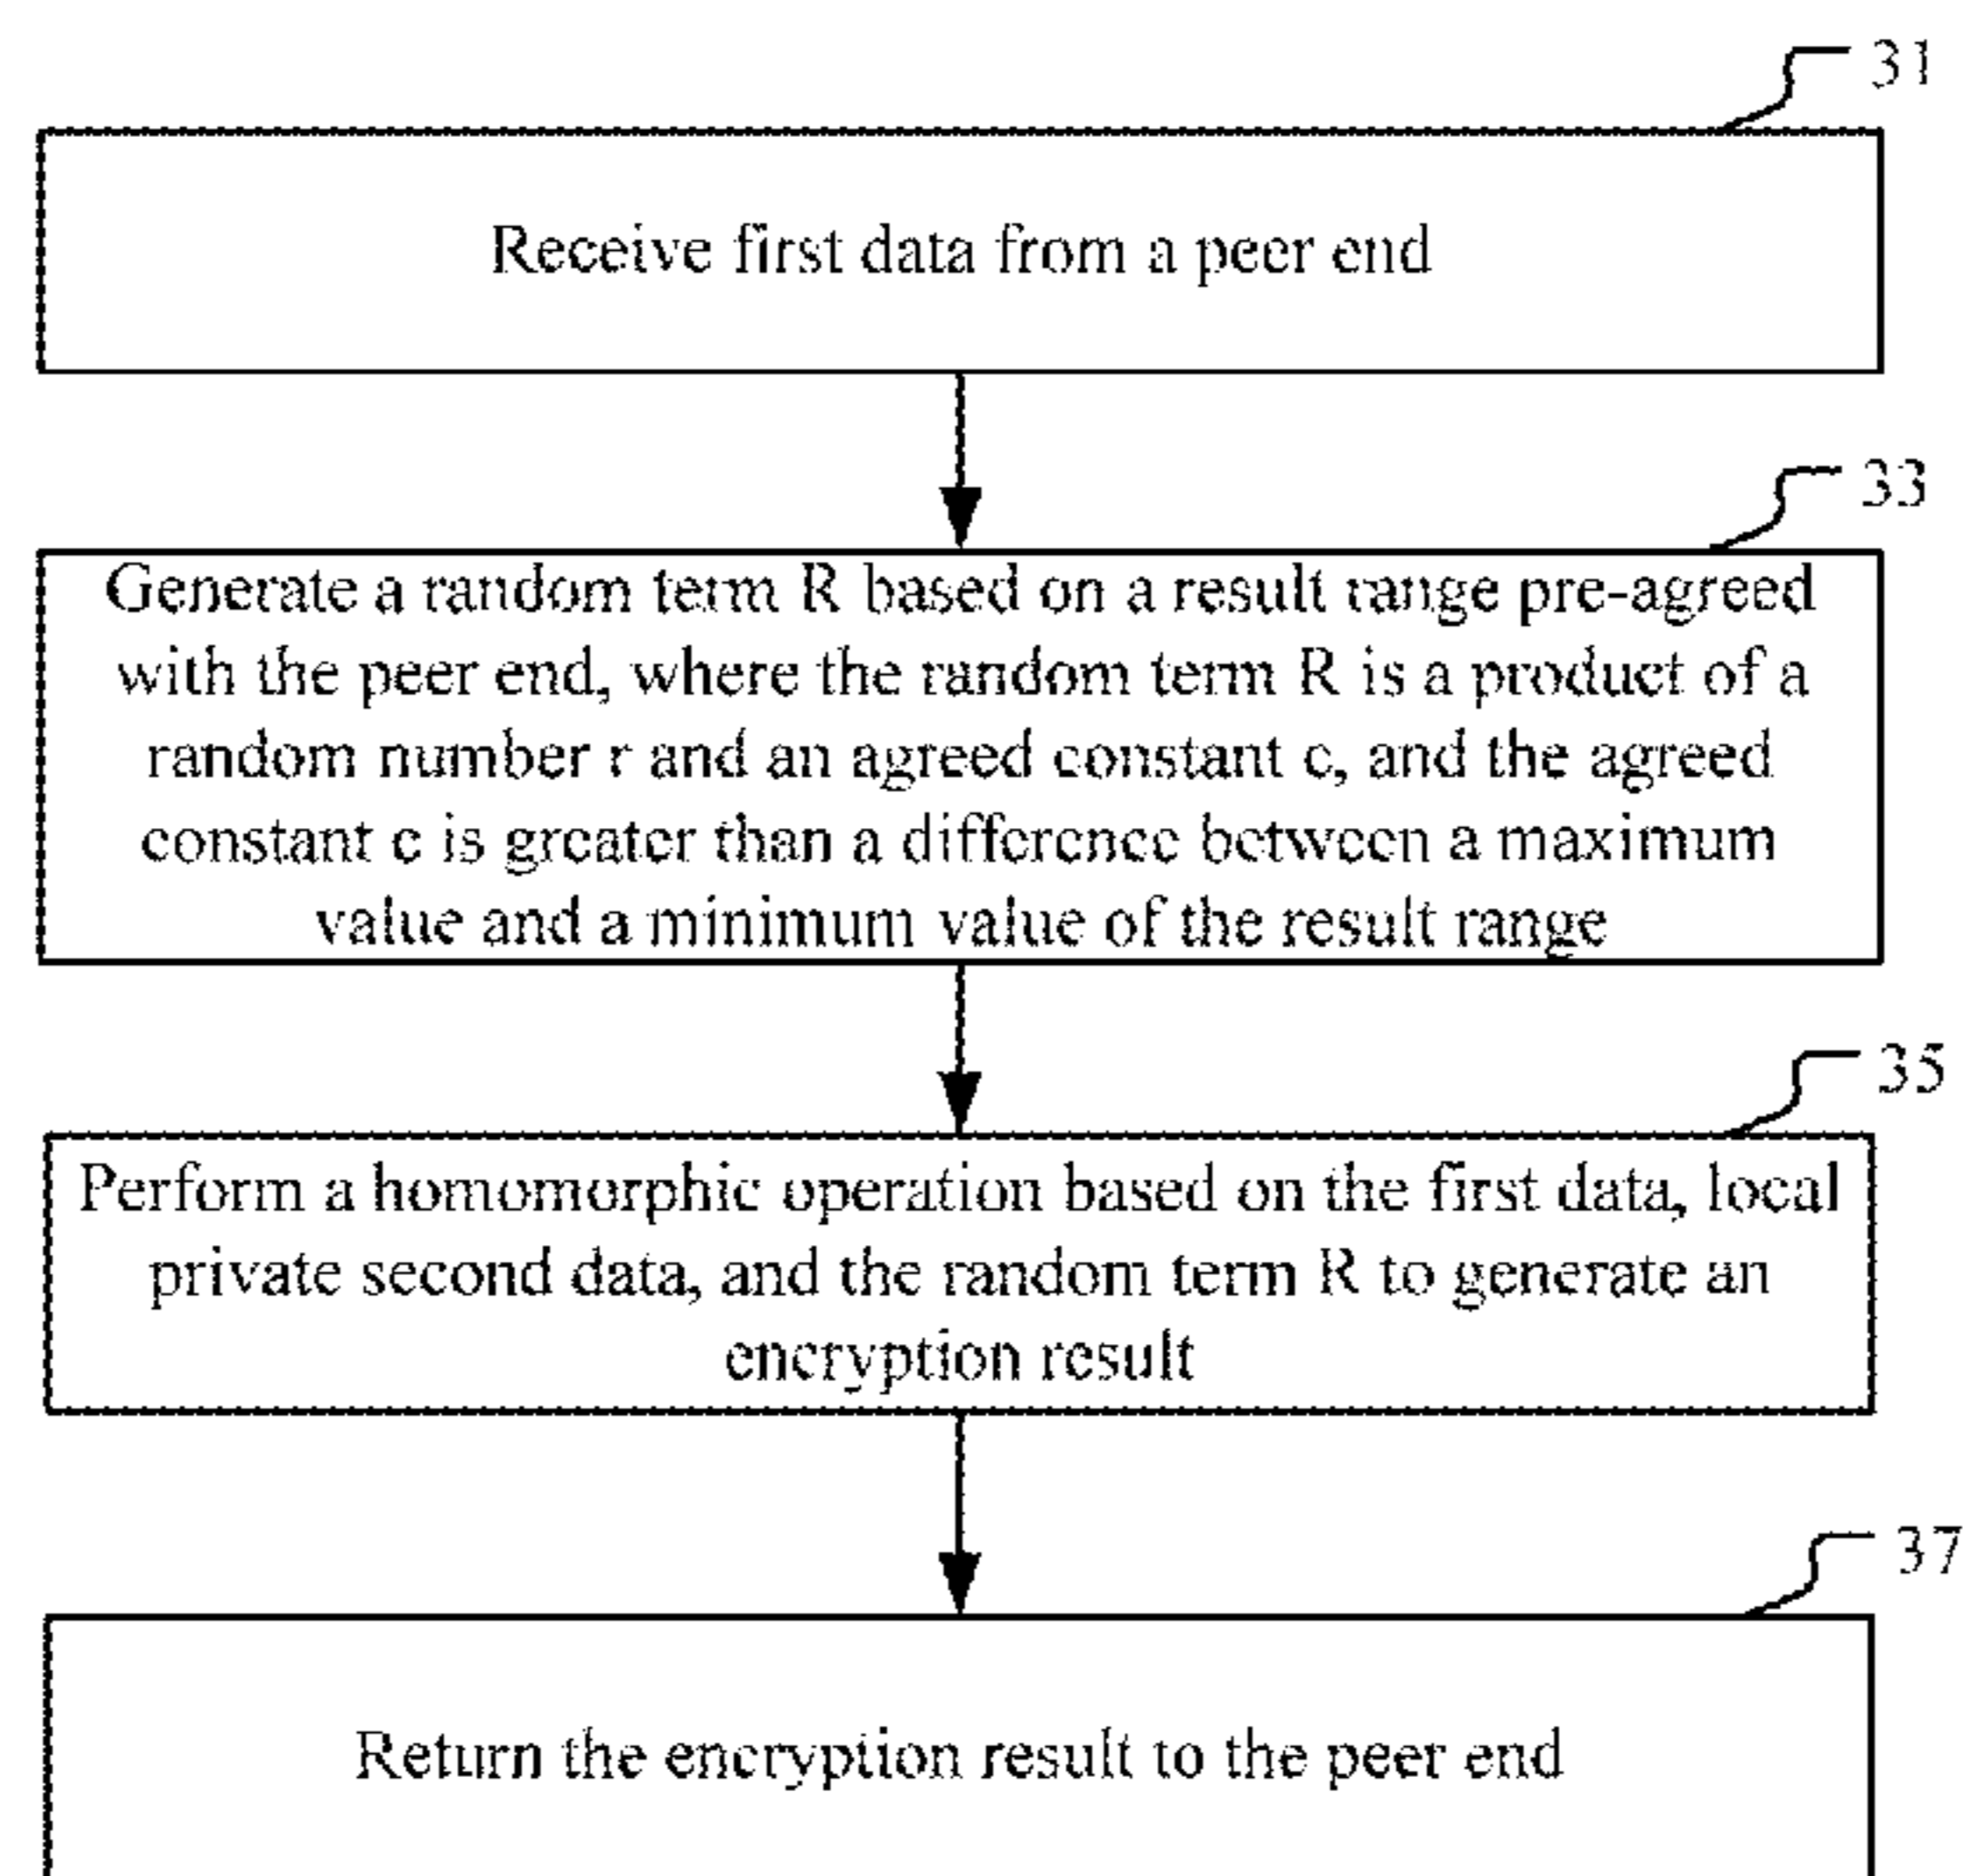 31
Receive first data from a peer end
33
Generate a random term R based on a result range pre-agreed
with the peer end, where the random term R is a product of a
random number r and an agreed constant c, and the agreed
constant c is greater than a difference between a maximum
value and a minimum value of the result range
35
Perform a homomorphic operation based on the first data, local
private second data, and the random term R to generate an
encryption result
37
Return the encryption result to the peer end